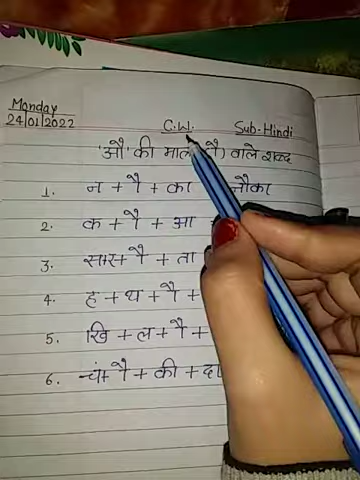 Monday
24/01/2022
C.W. Sub-Hindi
'औ' की वाले शब्द
1. न + ौ + का नौका
2. क + ौ + आ
3. + ौ + ता
4. ह + थ + ौ +
5. खि + ल + ौ +
6. चं + ौ + की + दा